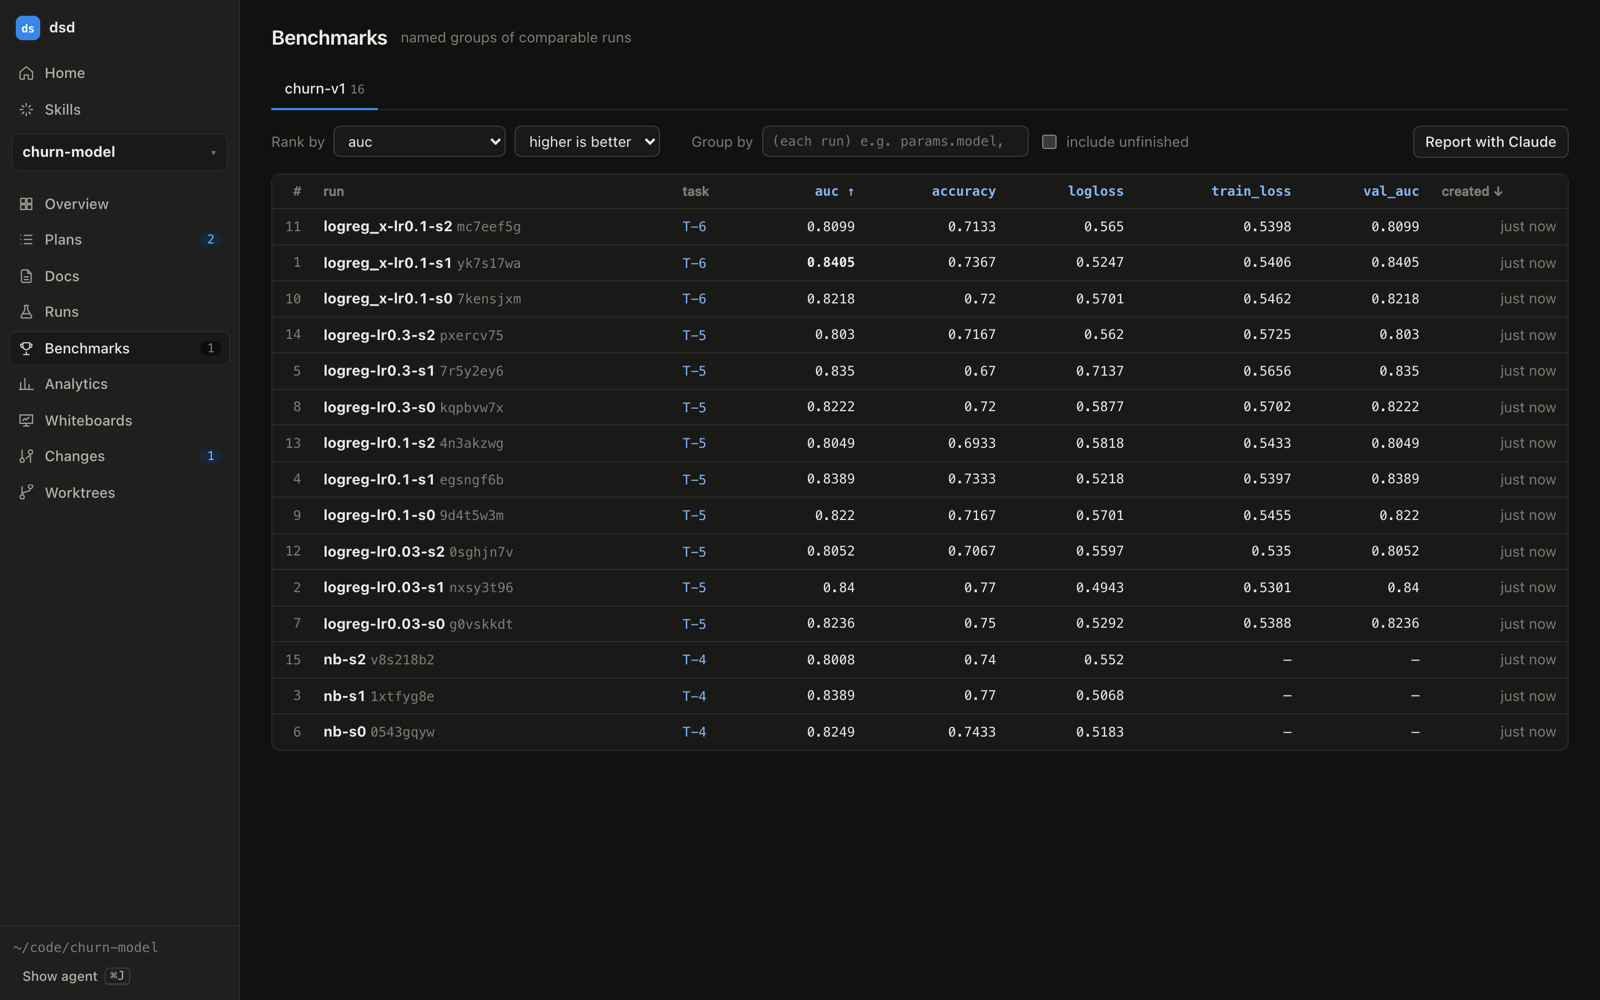 ds dsd
Home
Skills
churn-model
Overview
Plans 2
Docs
Runs
Benchmarks 1
Analytics
Whiteboards
Changes 1
Worktrees
~/code/churn-model
Show agent ⌘J
Benchmarks named groups of comparable runs
churn-v1 16
Rank by auc higher is better Group by (each run) e.g. params.model, include unfinished Report with Claude
# run task auc ↑ accuracy logloss train_loss val_auc created ↓
11 logreg_x-lr0.1-s2 mc7eef5g T-6 0.8099 0.7133 0.565 0.5398 0.8099 just now
1 logreg_x-lr0.1-s1 yk7s17wa T-6 0.8405 0.7367 0.5247 0.5406 0.8405 just now
10 logreg_x-lr0.1-s0 7kensjxm T-6 0.8218 0.72 0.5701 0.5462 0.8218 just now
14 logreg-lr0.3-s2 pxercv75 T-5 0.803 0.7167 0.562 0.5725 0.803 just now
5 logreg-lr0.3-s1 7r5y2ey6 T-5 0.835 0.67 0.7137 0.5656 0.835 just now
8 logreg-lr0.3-s0 kqpbvw7x T-5 0.8222 0.72 0.5877 0.5702 0.8222 just now
13 logreg-lr0.1-s2 4n3akzwg T-5 0.8049 0.6933 0.5818 0.5433 0.8049 just now
4 logreg-lr0.1-s1 egsngf6b T-5 0.8389 0.7333 0.5218 0.5397 0.8389 just now
9 logreg-lr0.1-s0 9d4t5w3m T-5 0.822 0.7167 0.5701 0.5455 0.822 just now
12 logreg-lr0.03-s2 0sghjn7v T-5 0.8052 0.7067 0.5597 0.535 0.8052 just now
2 logreg-lr0.03-s1 nxsy3t96 T-5 0.84 0.77 0.4943 0.5301 0.84 just now
7 logreg-lr0.03-s0 g0vskkdt T-5 0.8236 0.75 0.5292 0.5388 0.8236 just now
15 nb-s2 v8s218b2 T-4 0.8008 0.74 0.552 – – just now
3 nb-s1 1xtfyg8e T-4 0.8389 0.77 0.5068 – – just now
6 nb-s0 0543gqyw T-4 0.8249 0.7433 0.5183 – – just now